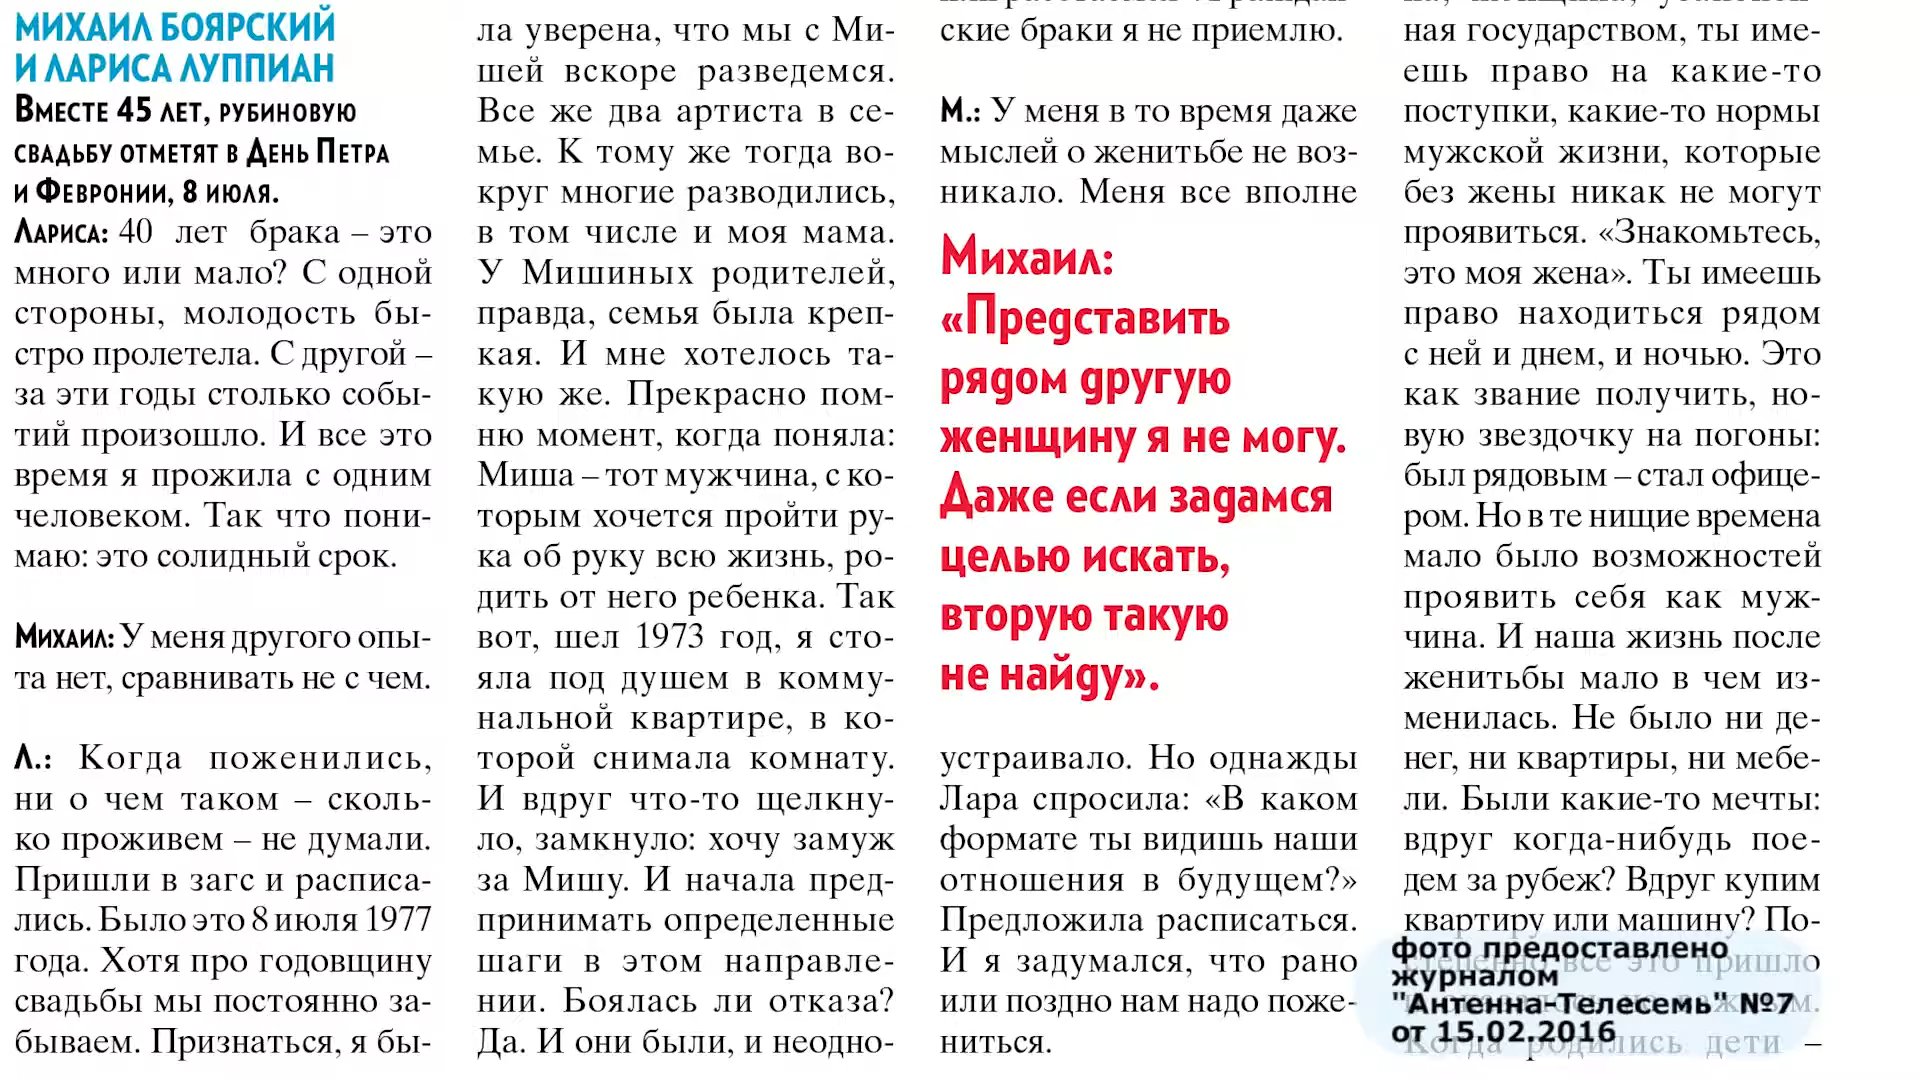 МИХАИЛ БОЯРСКИЙ
И ЛАРИСА ЛУППИАН
Вместе 45 лет, рубиновую
свадьбу отметят в День Петра
и Февронии, 8 июля.
Лариса: 40 лет брака – это
много или мало? С одной
стороны, молодость бы-
стро пролетела. С другой –
за эти годы столько собы-
тий произошло. И все это
время я прожила с одним
человеком. Так что пони-
маю: это солидный срок.
Михаил: У меня другого опы-
та нет, сравнивать не с чем.
Л.: Когда поженились,
ни о чем таком – сколь-
ко проживем – не думали.
Пришли в загс и расписа-
лись. Было это 8 июля 1977
года. Хотя про годовщину
свадьбы мы постоянно за-
бываем. Признаться, я бы-
ла уверена, что мы с Ми-
шей вскоре разведемся.
Все же два артиста в се-
мье. К тому же тогда во-
круг многие разводились,
в том числе и моя мама.
У Мишиных родителей,
правда, семья была креп-
кая. И мне хотелось та-
кую же. Прекрасно пом-
ню момент, когда поняла:
Миша – тот мужчина, с ко-
торым хочется пройти ру-
ка об руку всю жизнь, ро-
дить от него ребенка. Так
вот, шел 1973 год, я сто-
яла под душем в комму-
нальной квартире, в ко-
торой снимала комнату.
И вдруг что-то щелкну-
ло, замкнуло: хочу замуж
за Мишу. И начала пред-
принимать определенные
шаги в этом направле-
нии. Боялась ли отказа?
Да. И они были, и неодно-
ские браки я не приемлю.
М.: У меня в то время даже
мыслей о женитьбе не воз-
никало. Меня все вполне
Михаил:
«Представить
рядом другую
женщину я не могу.
Даже если задамся
целью искать,
вторую такую
не найду».
устраивало. Но однажды
Лара спросила: «В каком
формате ты видишь наши
отношения в будущем?»
Предложила расписаться.
И я задумался, что рано
или поздно нам надо поже-
ниться.
ная государством, ты име-
ешь право на какие-то
поступки, какие-то нормы
мужской жизни, которые
без жены никак не могут
проявиться. «Знакомьтесь,
это моя жена». Ты имеешь
право находиться рядом
с ней и днем, и ночью. Это
как звание получить, но-
вую звездочку на погоны:
был рядовым – стал офице-
ром. Но в те нищие времена
мало было возможностей
проявить себя как муж-
чина. И наша жизнь после
женитьбы мало в чем из-
менилась. Не было ни де-
нег, ни квартиры, ни мебе-
ли. Были какие-то мечты:
вдруг когда-нибудь пое-
дем за рубеж? Вдруг купим
квартиру или машину? По-
степенно все это пришло
Когда родились дети –
фото предоставлено
журналом
"Антенна-Телесемь" №7
от 15.02.2016